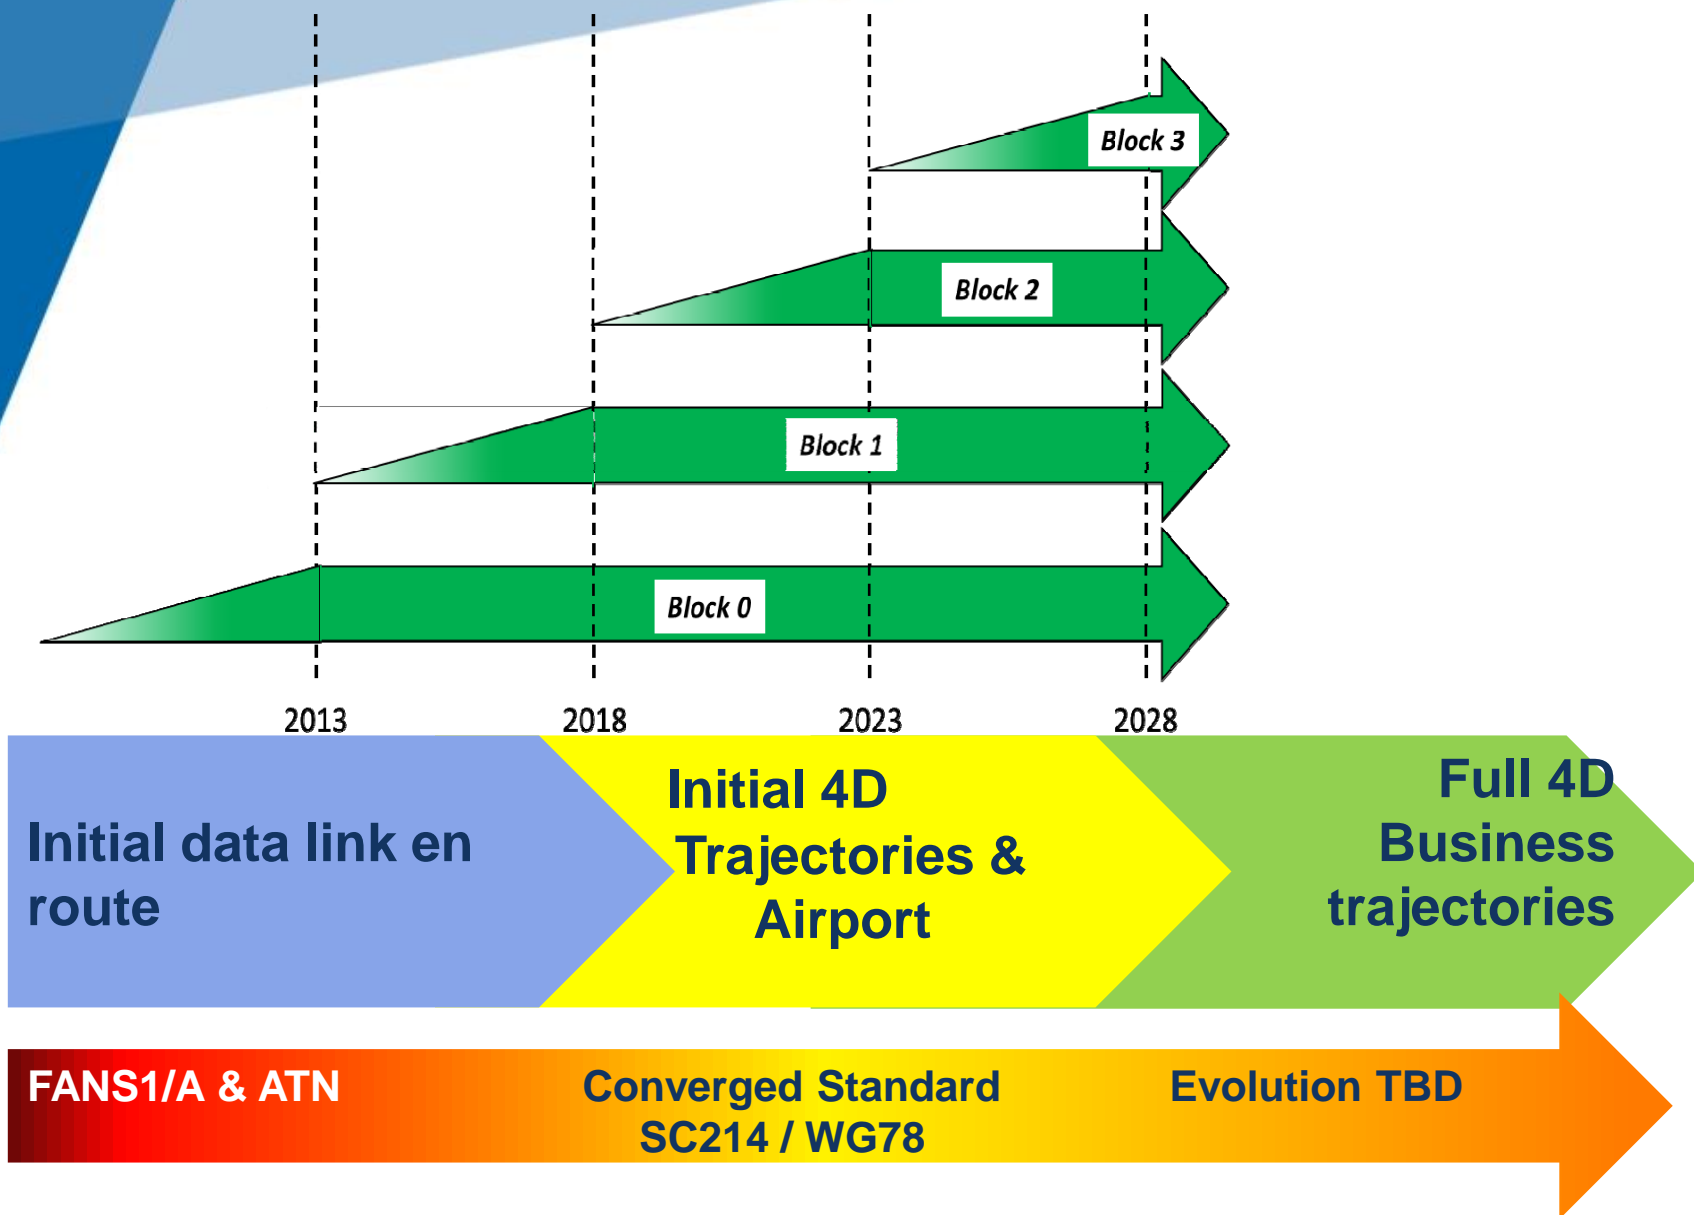 Block 3
Block 2
Block 1
Block 0
2013 2018 2023 2028
Initial data link en
route
Initial 4D
Trajectories &
Airport
Full 4D
Business
trajectories
FANS1/A & ATN
Converged Standard
SC214 / WG78
Evolution TBD